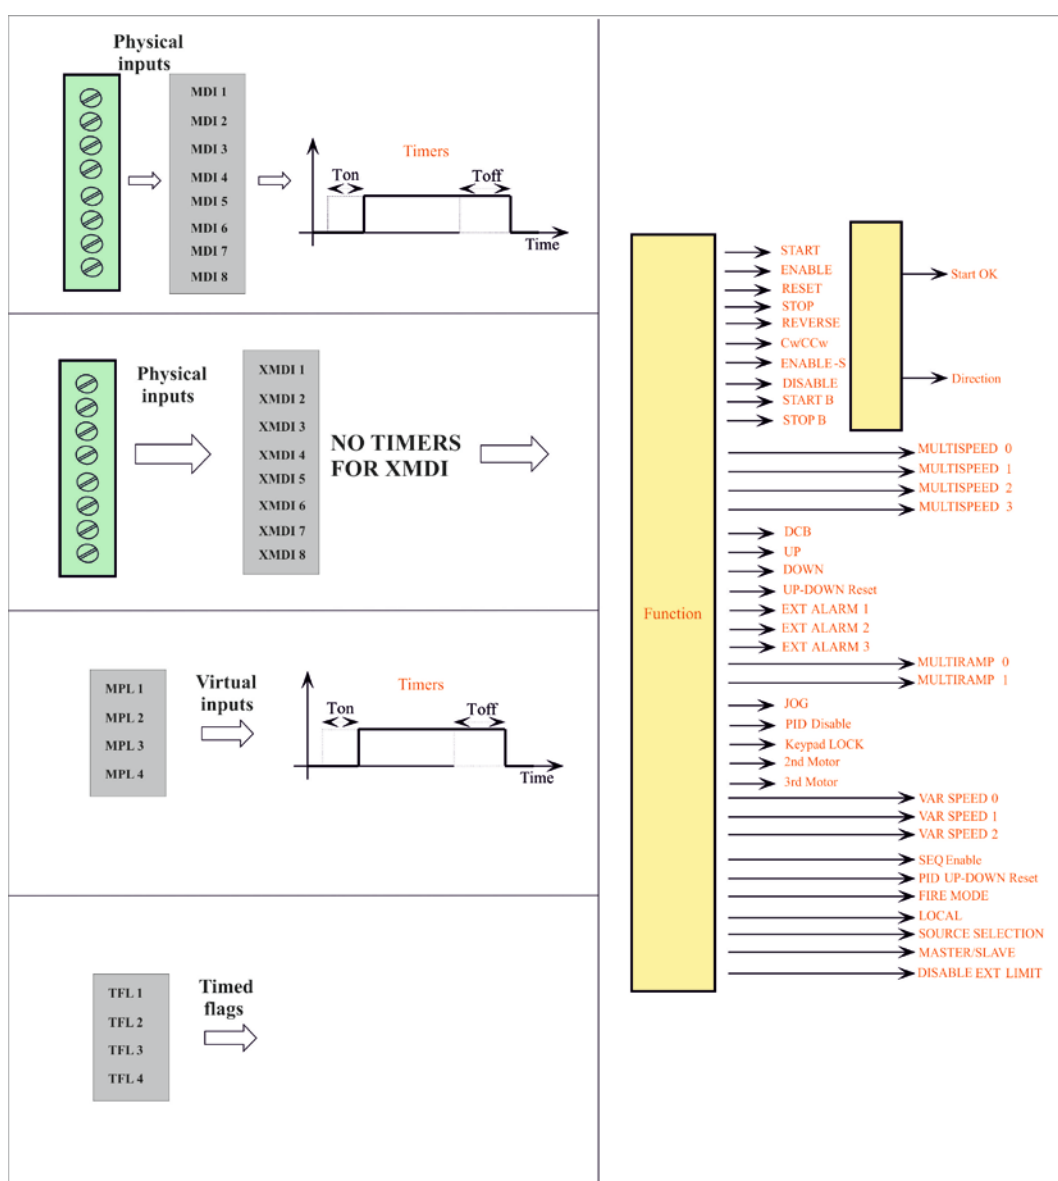 Physical
inputs
MDI 1
MDI 2
MDI 3
MDI 4
MDI 5
MDI 6
MDI 7
MDI 8
Timers
Ton
Toff
Time
Physical
inputs
XMDI 1
XMDI 2
XMDI 3
XMDI 4
XMDI 5
XMDI 6
XMDI 7
XMDI 8
NO TIMERS
FOR XMDI
MPL 1
MPL 2
MPL 3
MPL 4
Virtual
inputs
Timers
Ton
Toff
Time
TFL 1
TFL 2
TFL 3
TFL 4
Timed
flags
Function
START
ENABLE
RESET
STOP
REVERSE
Cw/CCw
ENABLE-S
DISABLE
START B
STOP B
Start OK
Direction
MULTISPEED 0
MULTISPEED 1
MULTISPEED 2
MULTISPEED 3
DCB
UP
DOWN
UP-DOWN Reset
EXT ALARM 1
EXT ALARM 2
EXT ALARM 3
MULTIRAMP 0
MULTIRAMP 1
JOG
PID Disable
Keypad LOCK
2nd Motor
3rd Motor
VAR SPEED 0
VAR SPEED 1
VAR SPEED 2
SEQ Enable
PID UP-DOWN Reset
FIRE MODE
LOCAL
SOURCE SELECTION
MASTER/SLAVE
DISABLE EXT LIMIT